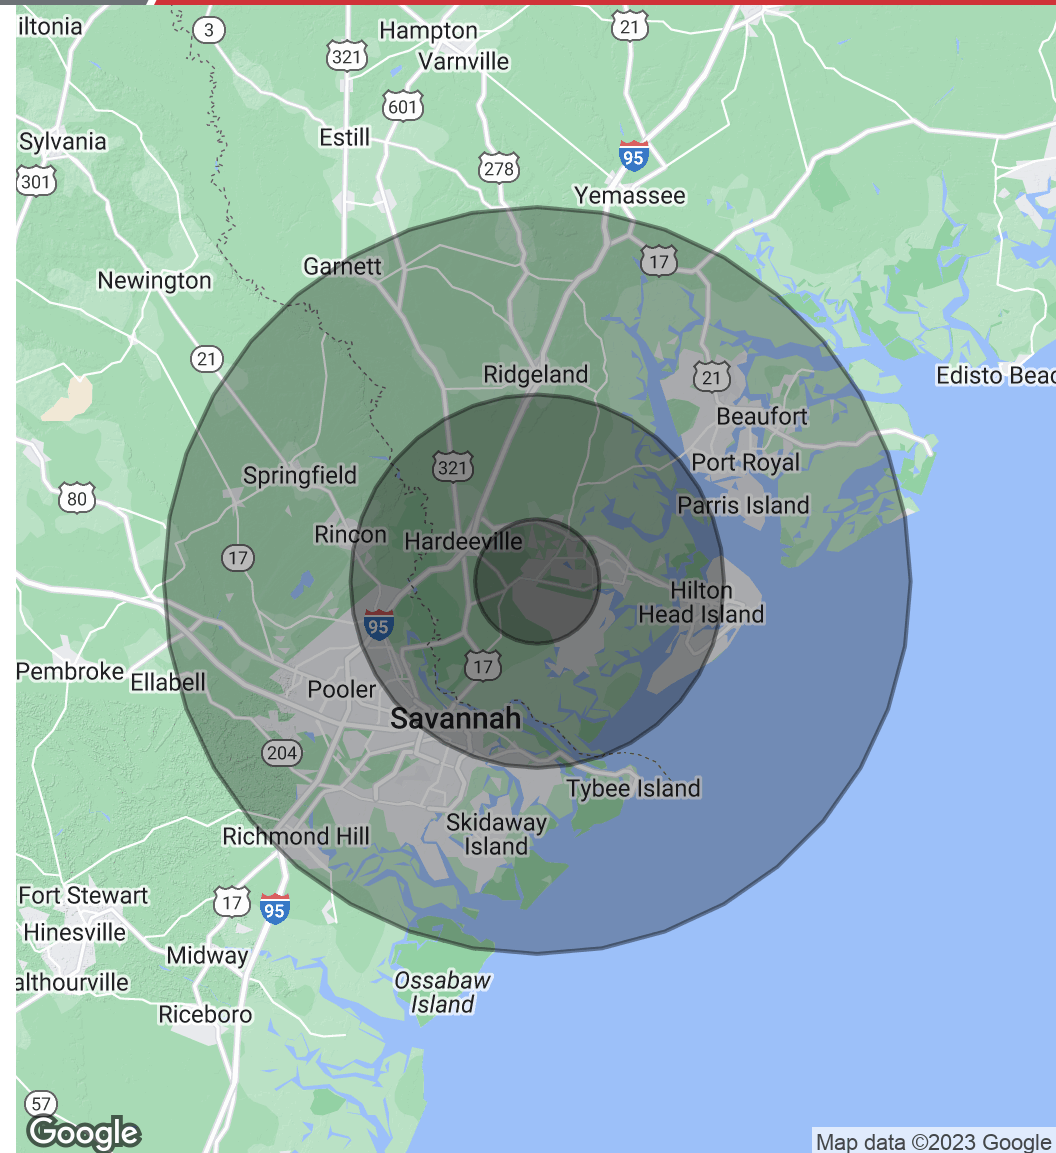 iltonia
3
Hampton
21
321
Varnville
601
Sylvania
Estill
95
278
301
Yemassee
17
Garnett
Newington
21
Ridgeland
21
Edisto Beac
Beaufort
321
Port Royal
Springfield
80
Parris Island
Rincon
Hardeeville
17
Hilton
Head Island
95
17
Pembroke
Ellabell
Pooler
Savannah
204
Tybee Island
Skidaway
Island
Richmond Hill
Fort Stewart
17
95
Hinesville
Midway
althourville
Ossabaw
Island
Riceboro
57
Google
Map data ©2023 Google